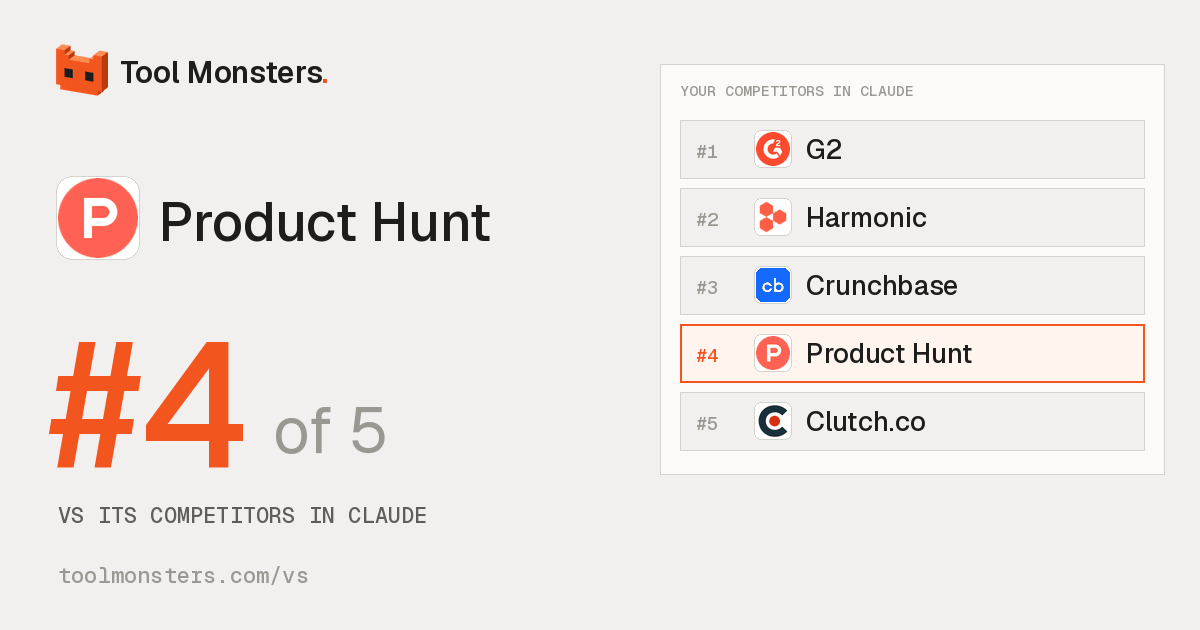 Tool Monsters.
P
Product Hunt
#4 of 5
VS ITS COMPETITORS IN CLAUDE
toolmonsters.com/vs
YOUR COMPETITORS IN CLAUDE
#1 G2 G2
#2 Harmonic
#3 cb Crunchbase
#4 P Product Hunt
#5 C Clutch.co